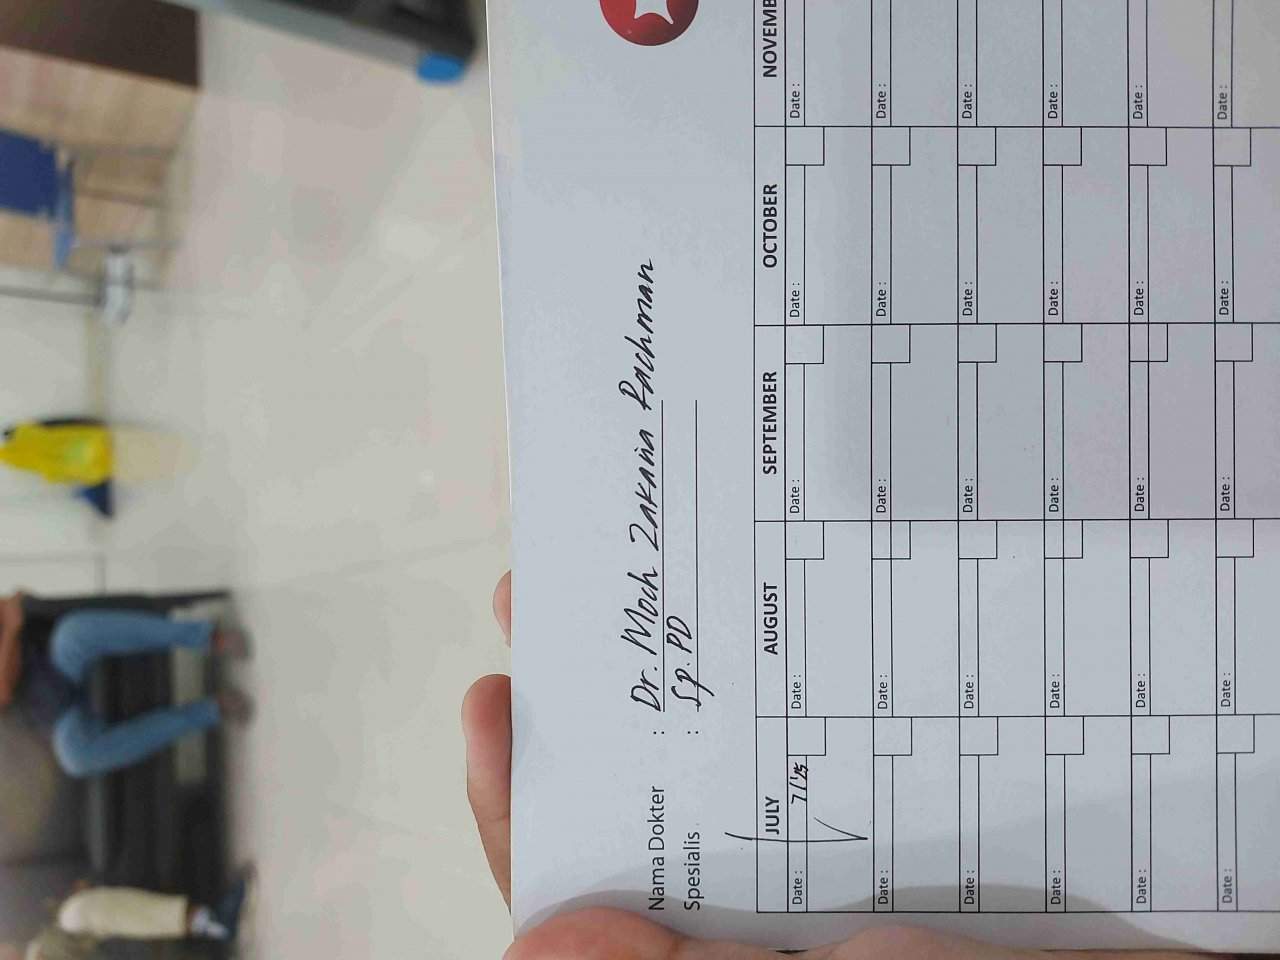 Nama Dokter : Dr. Moch Zakaria Rachman
Spesialis : Sp. PD
JULY AUGUST SEPTEMBER OCTOBER NOVEMB
Date : 7/'25 Date : Date : Date : Date :
Date : Date : Date : Date : Date :
Date : Date : Date : Date : Date :
Date : Date : Date : Date : Date :
Date : Date : Date : Date : Date :
Date : Date : Date : Date : Date :